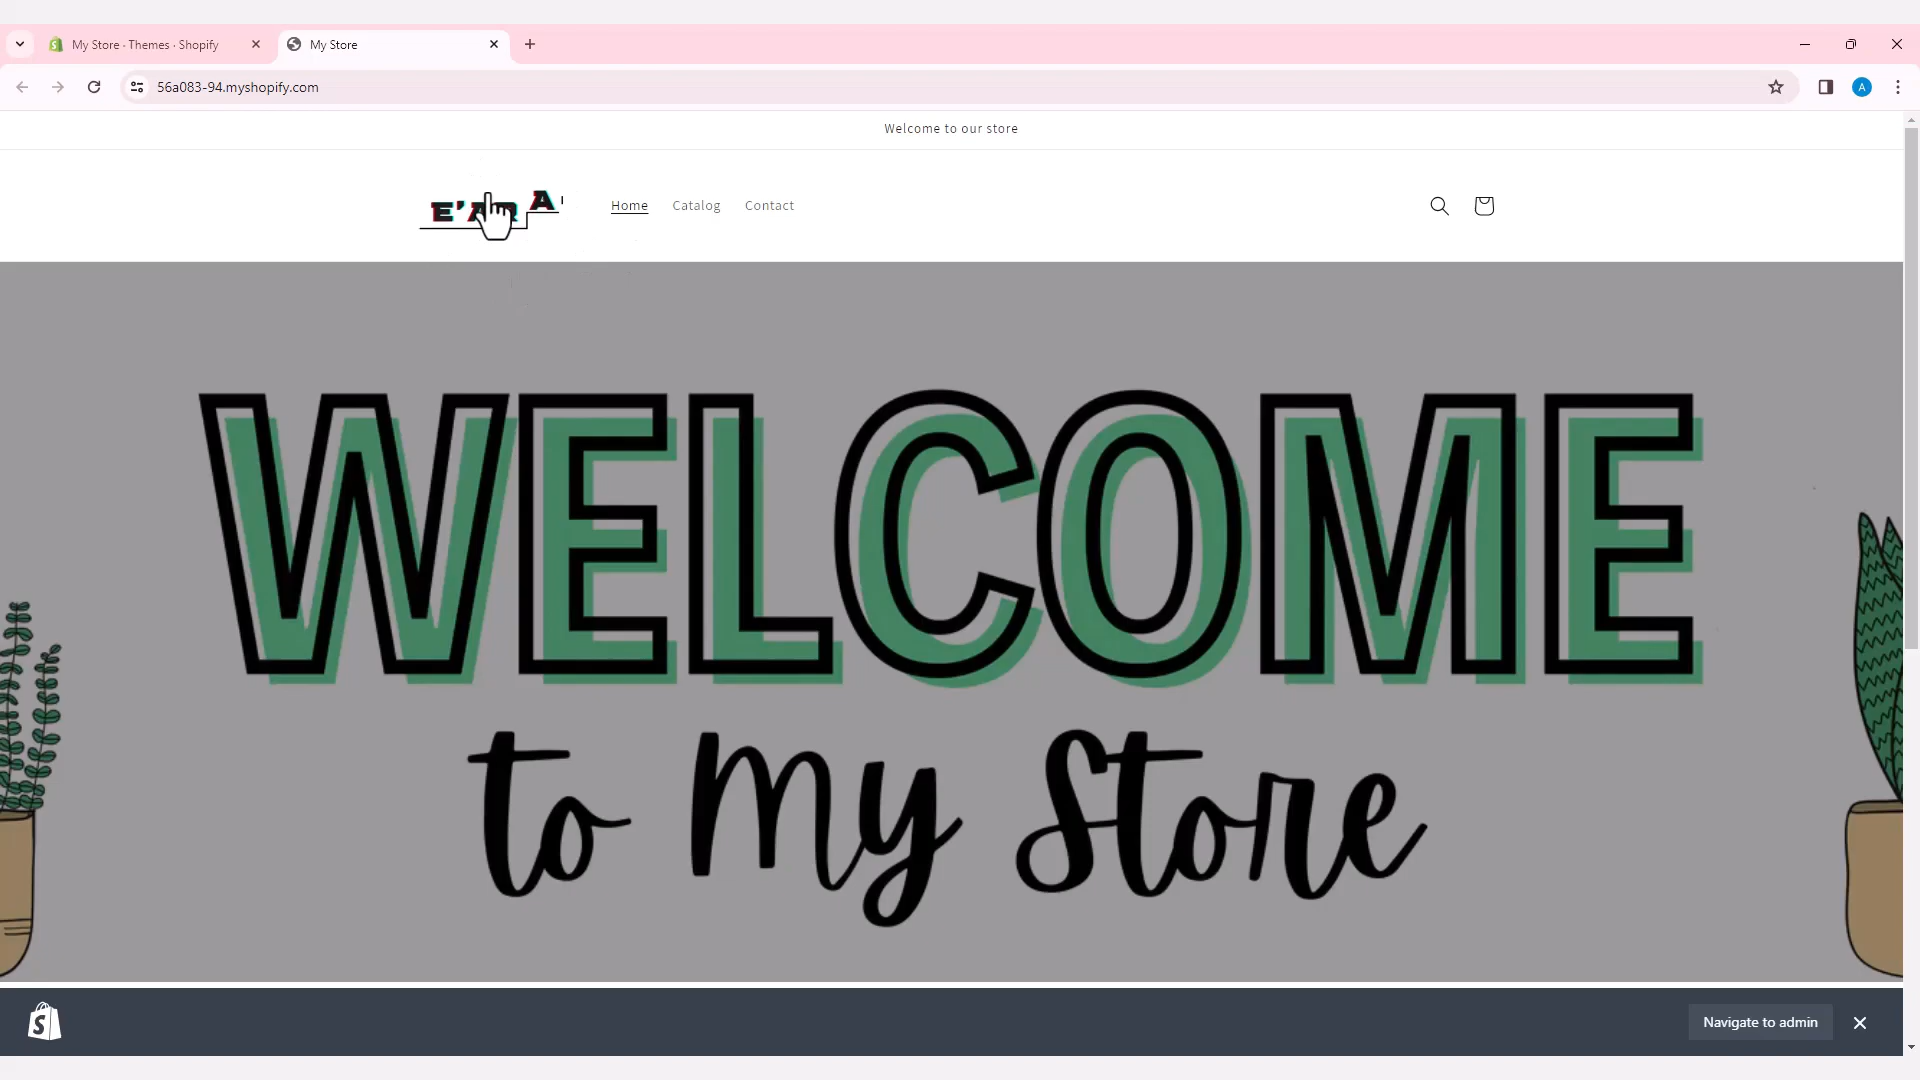 My Store · Themes · Shopify
My Store
56a083-94.myshopify.com
A
Welcome to our store
Home
Catalog
Contact
WELCOME
to My Store
Navigate to admin